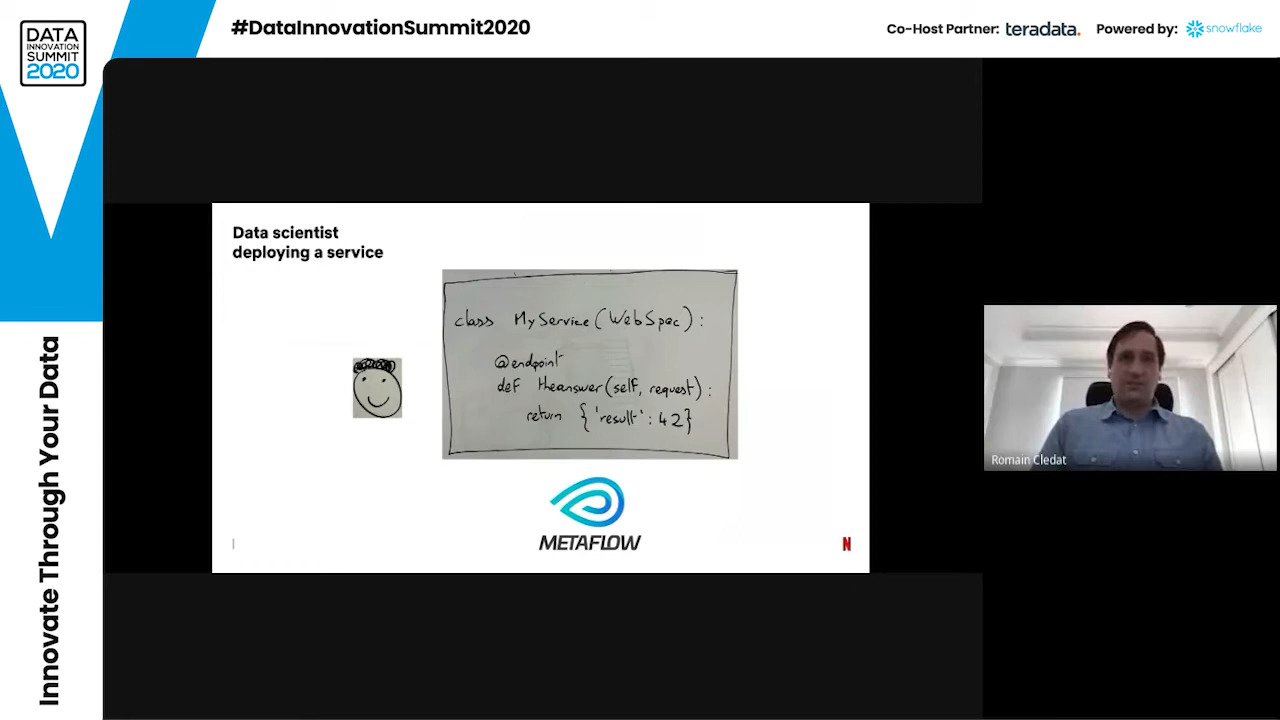 #DataInnovationSummit2020
Co-Host Partner: teradata.
Powered by: snowflake
DATA
INNOVATION
SUMMIT
2020
Innovate Through Your Data
Data scientist
deploying a service
class MyService(WebSpec):
@endpoint
def theanswer(self, request):
return {'result': 42}
METAFLOW
N
Romain Cledat